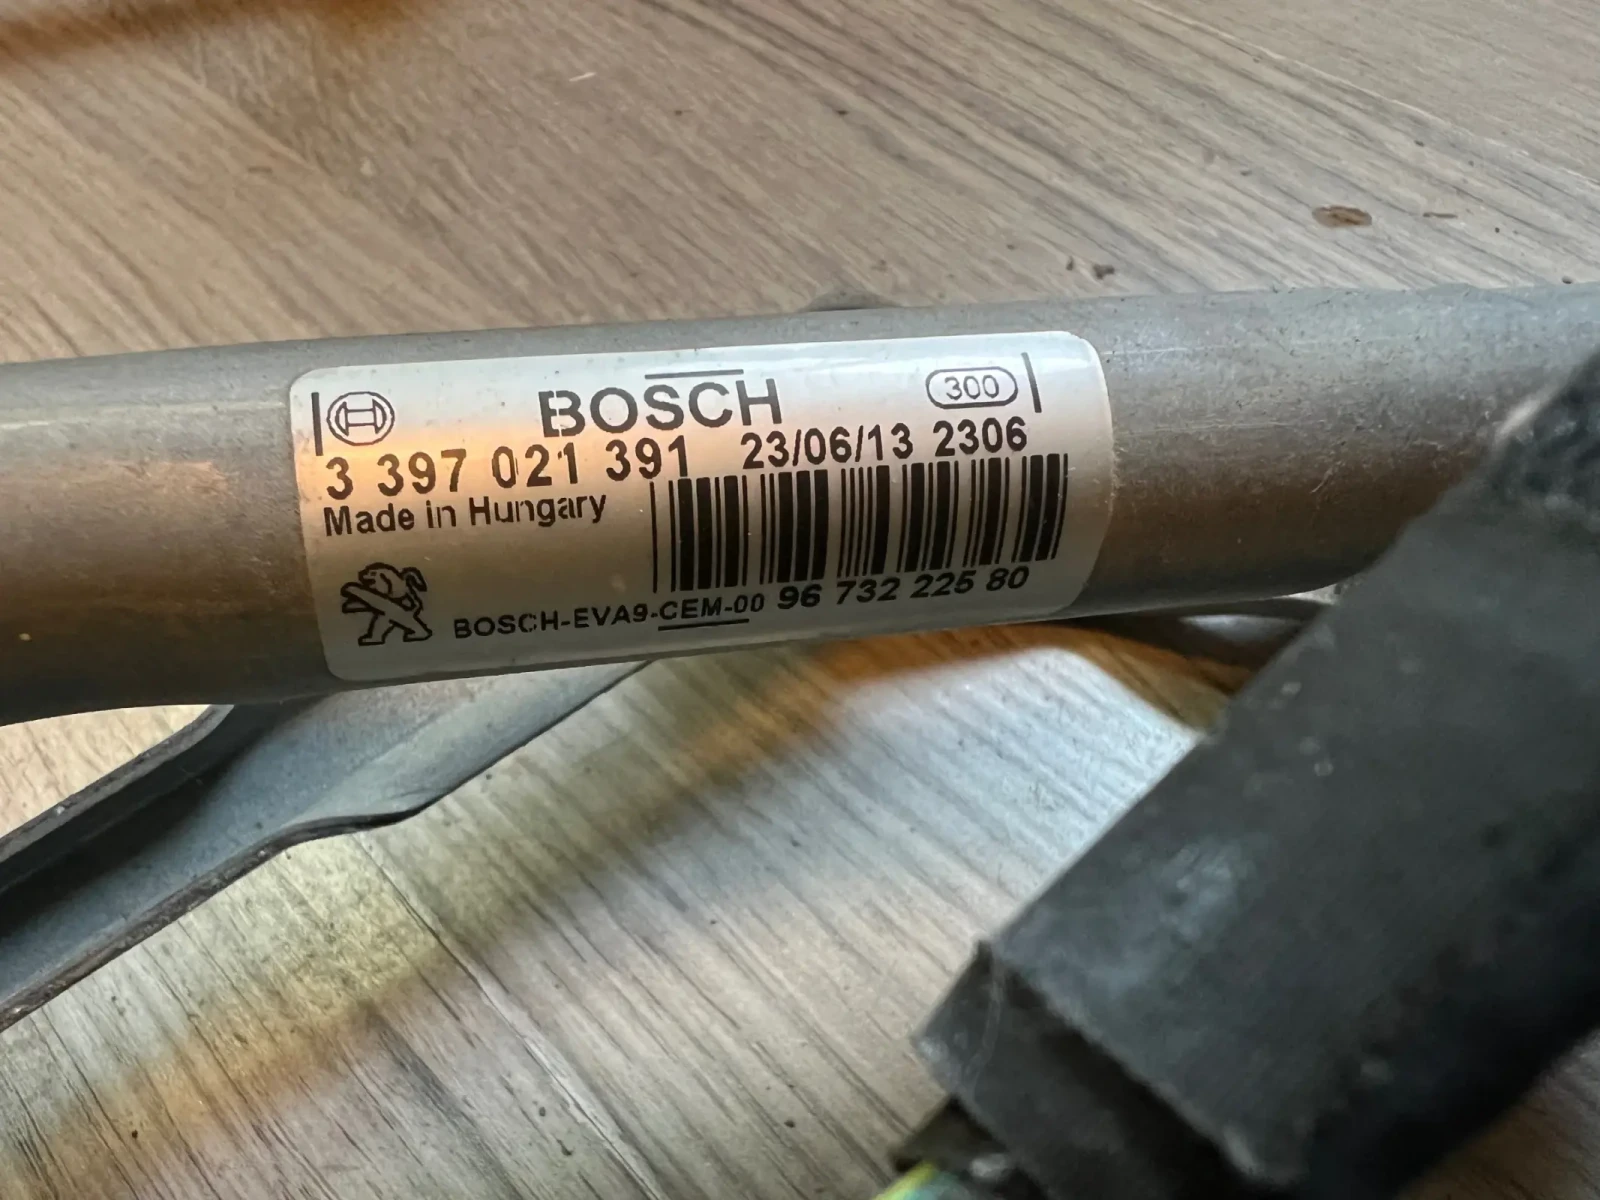 BOSCH 300
3 397 021 391 23/06/13 2306
Made in Hungary
BOSCH-EVA9-CEM-00 96 732 225 80